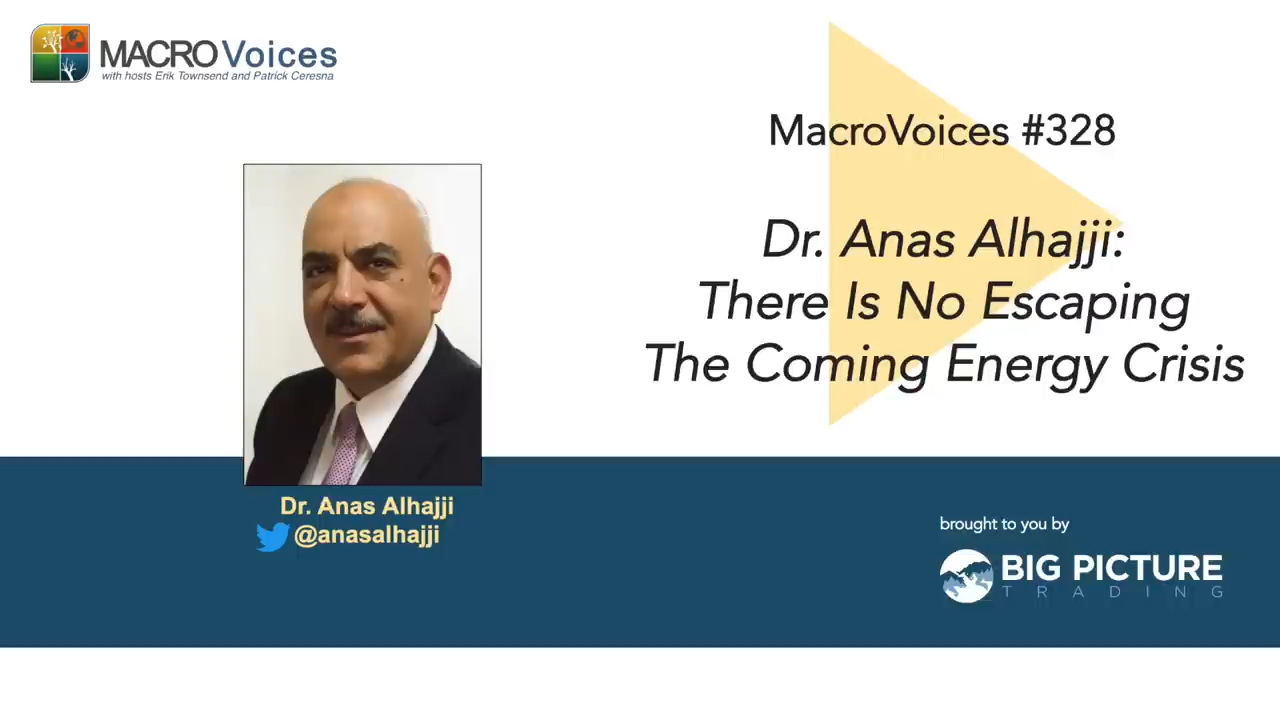 MACRO Voices
with hosts Erik Townsend and Patrick Ceresna
MacroVoices #328
Dr. Anas Alhajji:
There Is No Escaping
The Coming Energy Crisis
Dr. Anas Alhajji
@anasalhajji
brought to you by
BIG PICTURE
TRADING